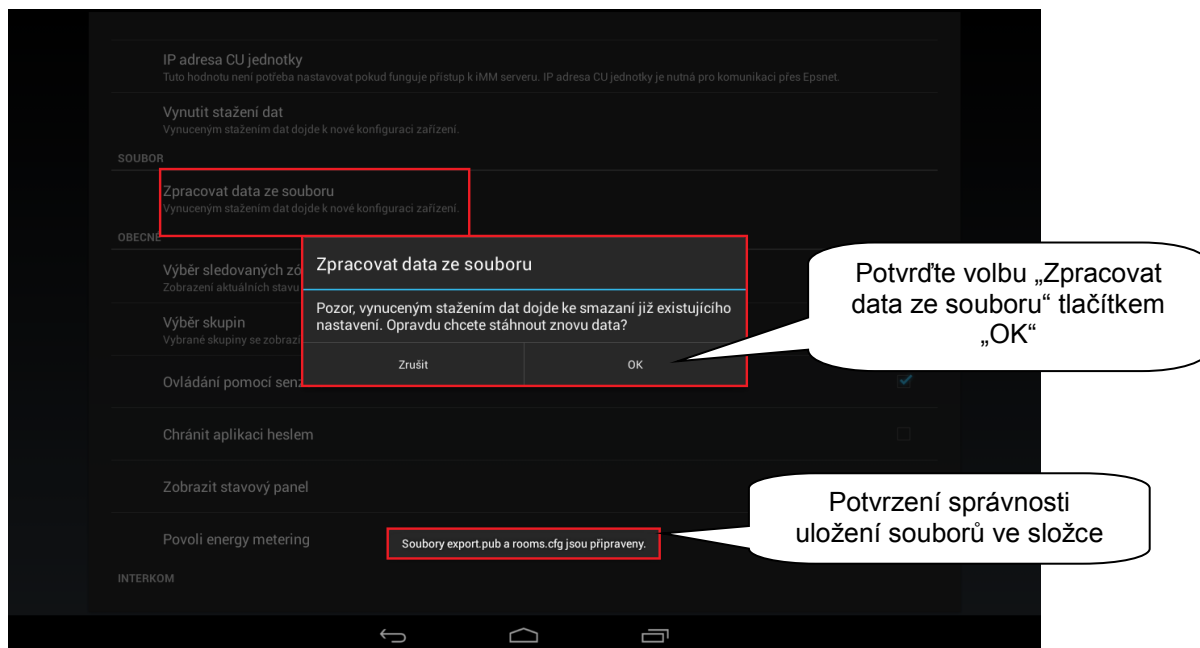 IP adresa CU jednotky
Tuto hodnotu není potřeba nastavovat pokud funguje přístup k iMM serveru. IP adresa CU jednotky je nutná pro komunikaci přes Epsnet.
Vynutit stažení dat
Vynuceným stažením dat dojde k nové konfiguraci zařízení.
SOUBOR
Zpracovat data ze souboru
Vynuceným stažením dat dojde k nové konfiguraci zařízení.
OBECNÉ
Výběr sledovaných zó
Zobrazení aktuálních stavu
Zpracovat data ze souboru
Pozor, vynuceným stažením dat dojde ke smazaní již existujícího
nastavení. Opravdu chcete stáhnout znovu data?
Zrušit OK
Potvrďte volbu „Zpracovat
data ze souboru“ tlačítkem
„OK“
Výběr skupin
Vybrané skupiny se zobrazí
Ovládání pomocí senz
Chránit aplikaci heslem
Zobrazit stavový panel
Povoli energy metering
Soubory export.pub a rooms.cfg jsou připraveny.
Potvrzení správnosti
uložení souborů ve složce
INTERKOM